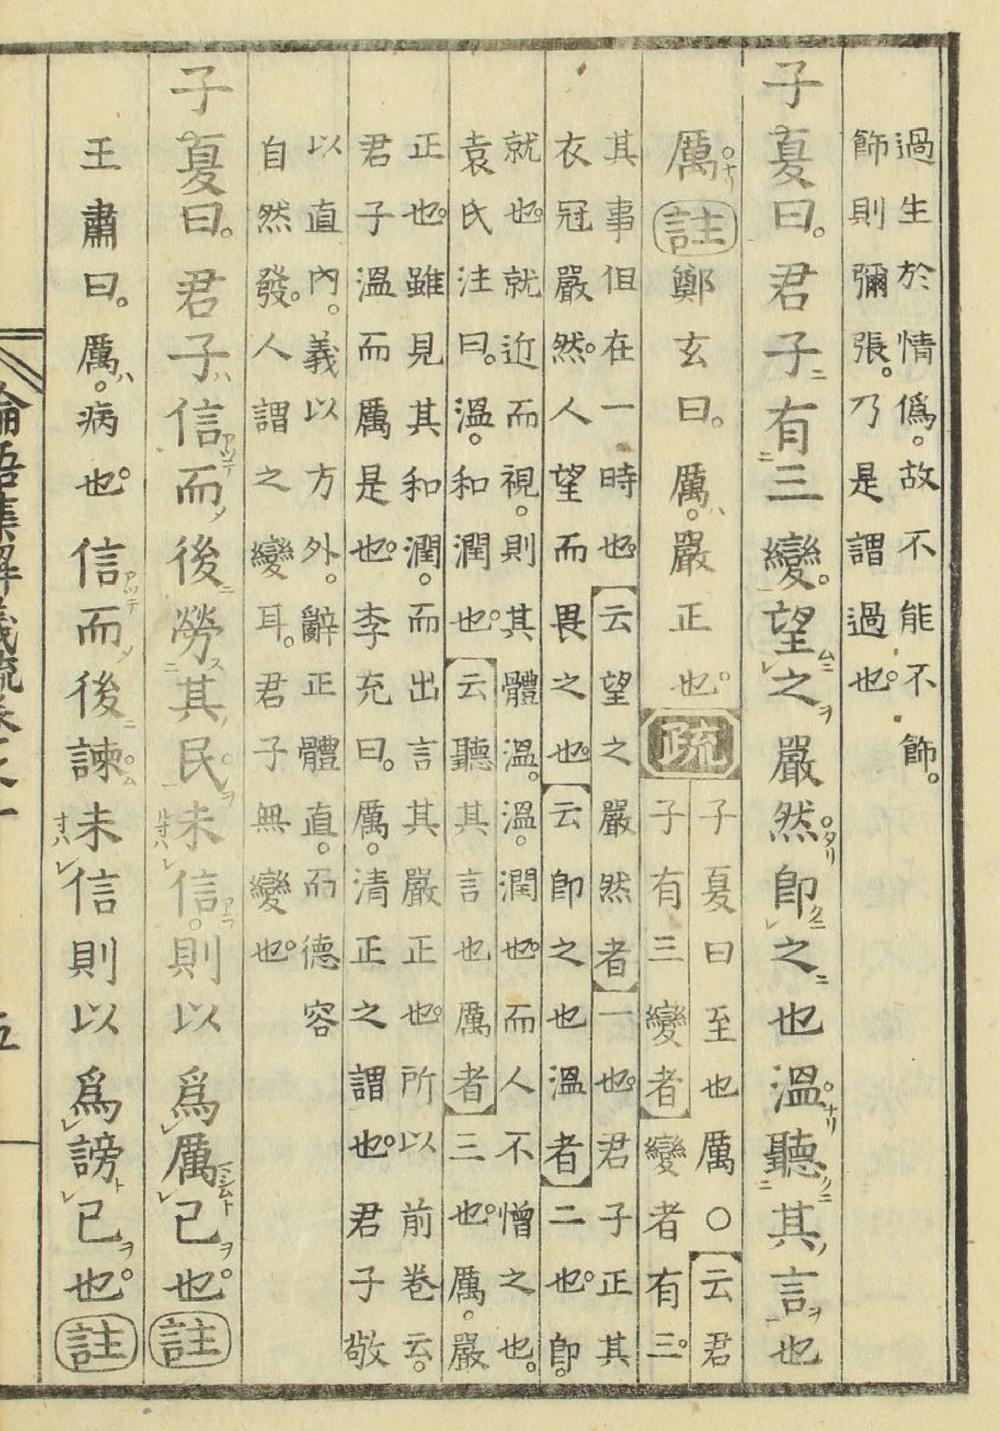 過生於情僞。故不能不飾。
飾則彌張。乃是謂過也。
子夏曰。君子有三變。望之嚴然即之也溫聽其言也
厲 註 鄭玄曰。厲。嚴正也。疏
子夏曰至也厲○云君
子有三變者變者有三。
其事但在一時也云望之嚴然者一也君子正其
衣冠嚴然。人望而畏之也云即之也溫者二也。即。
就也。就近而視。則其體溫。溫。潤也而人不憎之也。
袁氏注曰。溫。和潤也。云聽其言也厲者三也。厲。嚴
正也。雖見其和潤。而出言其嚴正也。所以前卷云。
君子溫而厲是也。李充曰。厲。清正之謂也。君子敬
以直內。義以方外。辭正體直。而德容
自然發。人謂之變耳。君子無變也。
子夏曰。君子信而後勞其民未信。則以爲厲己也。註
王肅曰。厲。病也。信而後諫未信則以爲謗己也。註